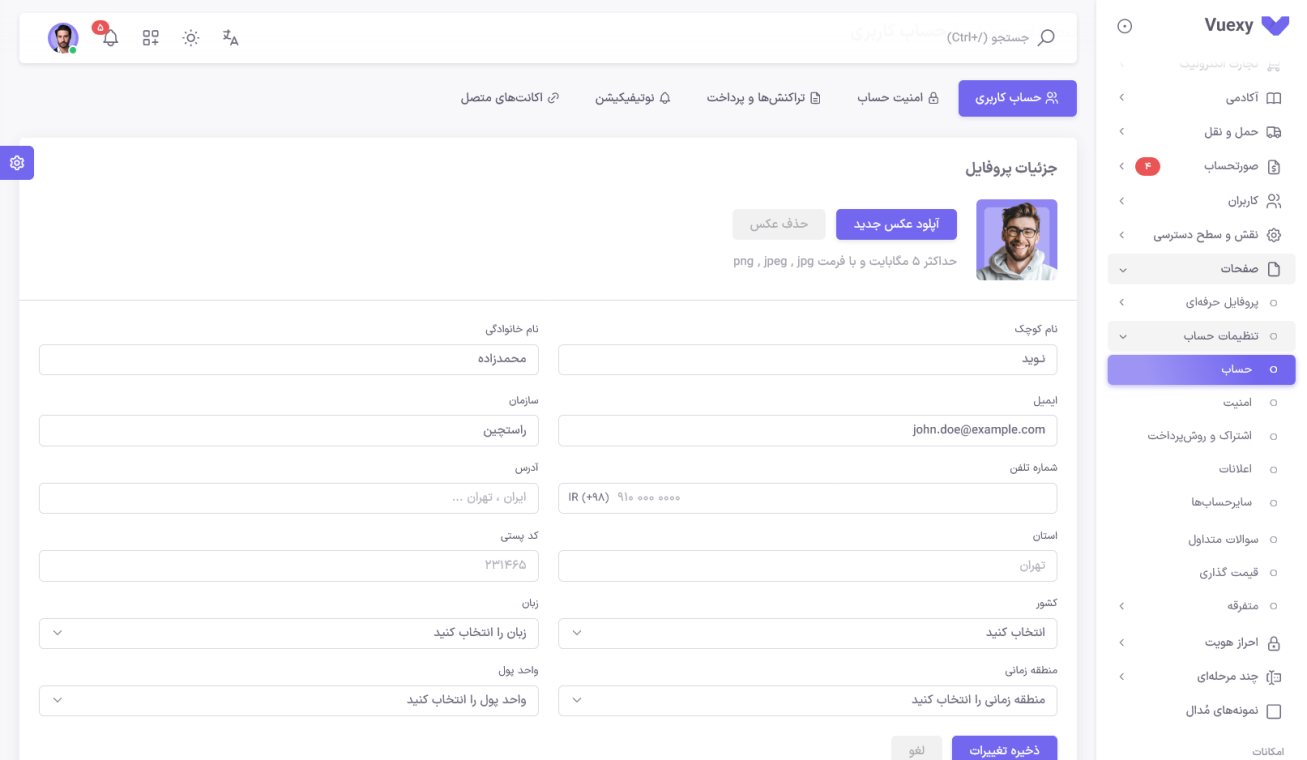 Vuexy
تجارت الکترونیک
آکادمی
حمل و نقل
صورتحساب
۴
کاربران
نقش و سطح دسترسی
صفحات
پروفایل حرفه‌ای
تنظیمات حساب
حساب
امنیت
اشتراک و روش‌پرداخت
اعلانات
سایرحساب‌ها
سوالات متداول
قیمت گذاری
متفرقه
احراز هویت
چند مرحله‌ای
نمونه‌های مُدال
امکانات
حساب کاربری
جستجو (Ctrl+/)
۵
حساب کاربری
امنیت حساب
تراکنش‌ها و پرداخت
نوتیفیکیشن
اکانت‌های متصل
جزئیات پروفایل
آپلود عکس جدید
حذف عکس
حداکثر ۵ مگابایت و با فرمت png , jpeg , jpg
نام کوچک
نوید
نام خانوادگی
محمدزاده
ایمیل
john.doe@example.com
سازمان
راستچین
شماره تلفن
IR (+۹۸) ۹۱۰ ۰۰۰ ۰۰۰۰
آدرس
ایران ، تهران ...
استان
تهران
کد پستی
۲۳۱۴۶۵
کشور
انتخاب کنید
زبان
زبان را انتخاب کنید
منطقه زمانی
منطقه زمانی را انتخاب کنید
واحد پول
واحد پول را انتخاب کنید
ذخیره تغییرات
لغو